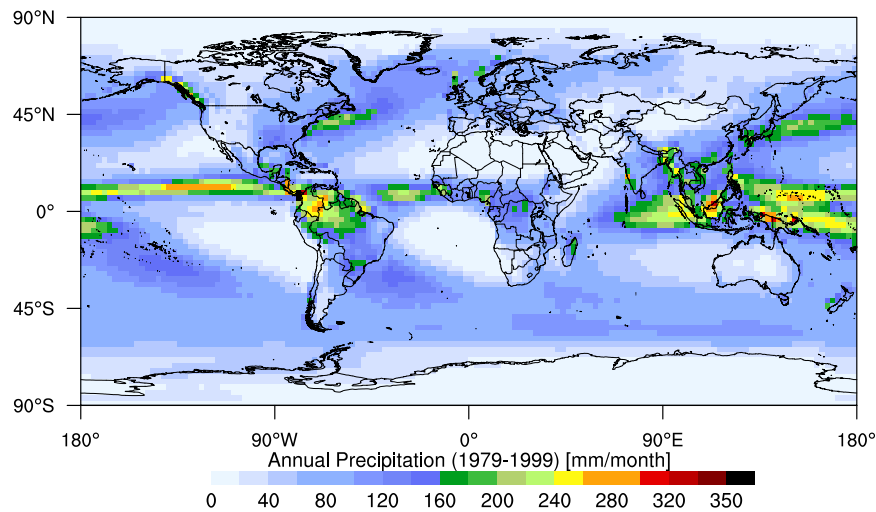 90°N
45°N
0°
45°S
90°S
180° 90°W 0° 90°E 180°
Annual Precipitation (1979-1999) [mm/month]
0 40 80 120 160 200 240 280 320 350